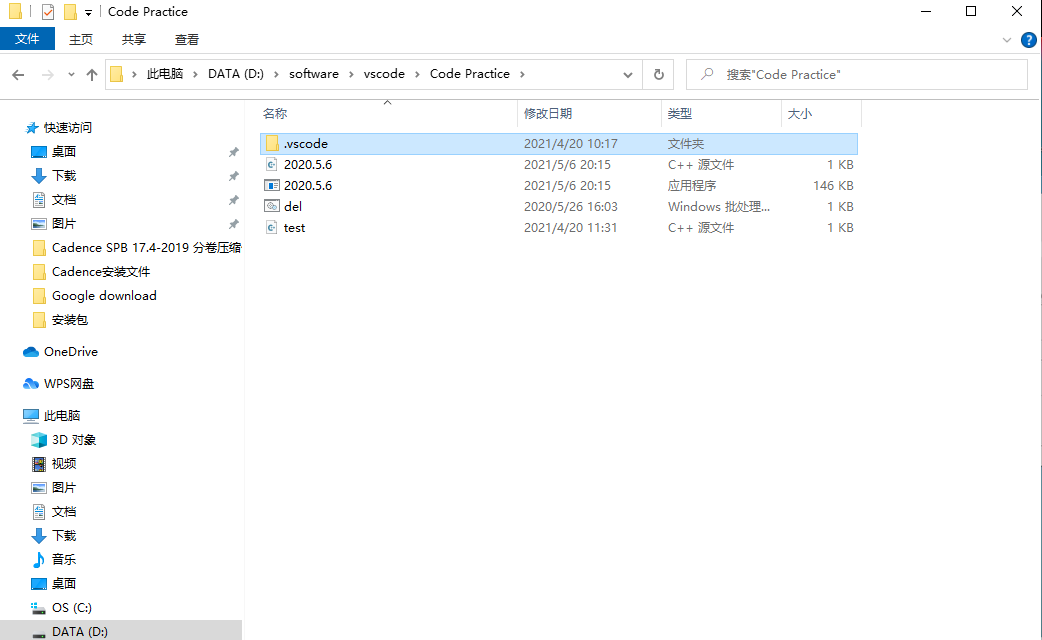 Code Practice
文件 主页 共享 查看
此电脑 DATA (D:) software vscode Code Practice 搜索"Code Practice"
名称 修改日期 类型 大小
.vscode 2021/4/20 10:17 文件夹
2020.5.6 2021/5/6 20:15 C++ 源文件 1 KB
2020.5.6 2021/5/6 20:15 应用程序 146 KB
del 2020/5/26 16:03 Windows 批处理... 1 KB
test 2021/4/20 11:31 C++ 源文件 1 KB
快速访问
桌面
下载
文档
图片
Cadence SPB 17.4-2019 分卷压缩
Cadence安装文件
Google download
安装包
OneDrive
WPS网盘
此电脑
3D 对象
视频
图片
文档
下载
音乐
桌面
OS (C:)
DATA (D:)